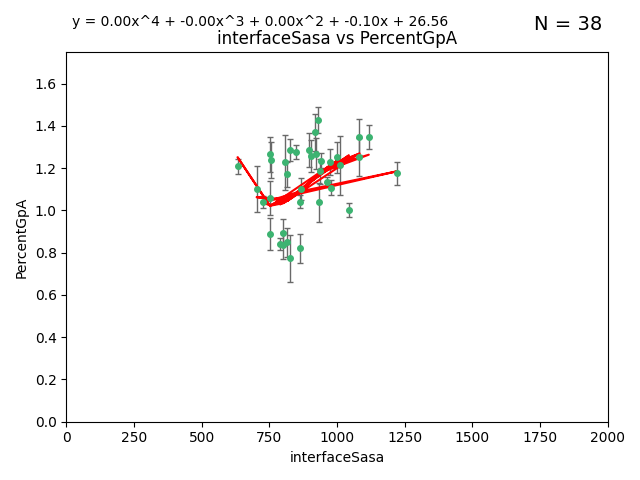 y = 0.00x^4 + -0.00x^3 + 0.00x^2 + -0.10x + 26.56
N = 38
interfaceSasa vs PercentGpA
PercentGpA
1.6
1.4
1.2
1.0
0.8
0.6
0.4
0.2
0.0
0 250 500 750 1000 1250 1500 1750 2000
interfaceSasa